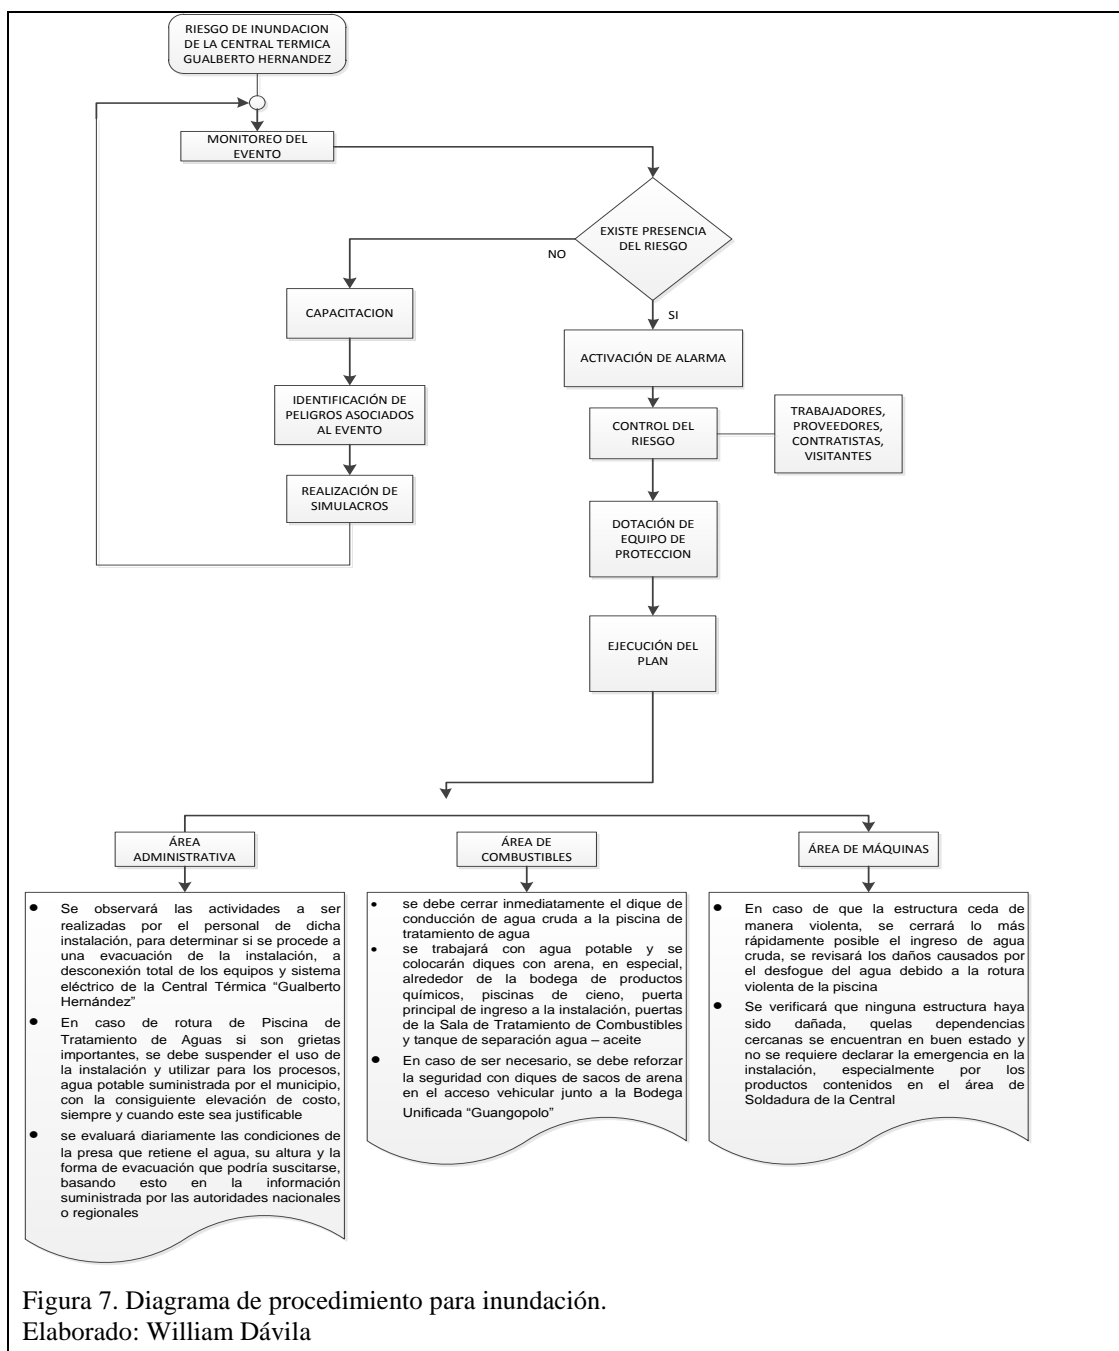 RIESGO DE INUNDACION
DE LA CENTRAL TERMICA
GUALBERTO HERNANDEZ
MONITOREO DEL
EVENTO
EXISTE PRESENCIA
DEL RIESGO
NO
SI
CAPACITACION
IDENTIFICACIÓN DE
PELIGROS ASOCIADOS
AL EVENTO
REALIZACIÓN DE
SIMULACROS
ACTIVACIÓN DE ALARMA
CONTROL DEL
RIESGO
TRABAJADORES,
PROVEEDORES,
CONTRATISTAS,
VISITANTES
DOTACIÓN DE
EQUIPO DE
PROTECCION
EJECUCIÓN DEL
PLAN
ÁREA
ADMINISTRATIVA
• Se observará las actividades a ser
realizadas por el personal de dicha
instalación, para determinar si se procede a
una evacuación de la instalación, a
desconexión total de los equipos y sistema
eléctrico de la Central Térmica “Gualberto
Hernández”
• En caso de rotura de Piscina de
Tratamiento de Aguas si son grietas
importantes, se debe suspender el uso de
la instalación y utilizar para los procesos,
agua potable suministrada por el municipio,
con la consiguiente elevación de costo,
siempre y cuando este sea justificable
• se evaluará diariamente las condiciones de
la presa que retiene el agua, su altura y la
forma de evacuación que podría suscitarse,
basando esto en la información
suministrada por las autoridades nacionales
o regionales
ÁREA DE
COMBUSTIBLES
• se debe cerrar inmediatamente el dique de
conducción de agua cruda a la piscina de
tratamiento de agua
• se trabajará con agua potable y se
colocarán diques con arena, en especial,
alrededor de la bodega de productos
químicos, piscinas de cieno, puerta
principal de ingreso a la instalación, puertas
de la Sala de Tratamiento de Combustibles
y tanque de separación agua – aceite
• En caso de ser necesario, se debe reforzar
la seguridad con diques de sacos de arena
en el acceso vehicular junto a la Bodega
Unificada “Guangopolo”
ÁREA DE MÁQUINAS
• En caso de que la estructura ceda de
manera violenta, se cerrará lo más
rápidamente posible el ingreso de agua
cruda, se revisará los daños causados por
el desfogue del agua debido a la rotura
violenta de la piscina
• Se verificará que ninguna estructura haya
sido dañada, quelas dependencias
cercanas se encuentran en buen estado y
no se requiere declarar la emergencia en la
instalación, especialmente por los
productos contenidos en el área de
Soldadura de la Central
Figura 7. Diagrama de procedimiento para inundación.
Elaborado: William Dávila